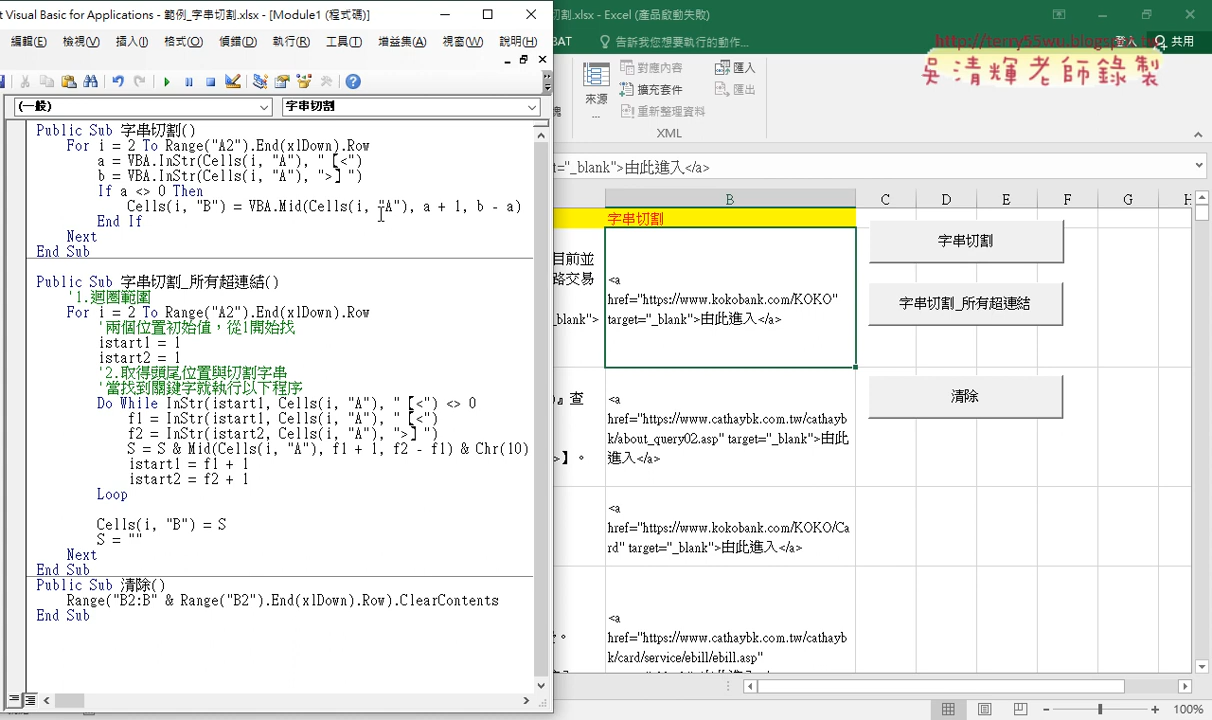 t Visual Basic for Applications - 範例_字串切割.xlsx - [Module1 (程式碼)]
編輯(E) 檢視(V) 插入(I) 格式(O) 偵錯(D) 執行(R) 工具(T) 增益集(A) 視窗(W) 說明(H)
(一般) 字串切割
Public Sub 字串切割()
For i = 2 To Range("A2").End(xlDown).Row
a = VBA.InStr(Cells(i, "A"), "【<")
b = VBA.InStr(Cells(i, "A"), ">】")
If a <> 0 Then
Cells(i, "B") = VBA.Mid(Cells(i, "A"), a + 1, b - a)
End If
Next
End Sub
Public Sub 字串切割_所有超連結()
'1.迴圈範圍
For i = 2 To Range("A2").End(xlDown).Row
'兩個位置初始值，從1開始找
istart1 = 1
istart2 = 1
'2.取得頭尾位置與切割字串
'當找到關鍵字就執行以下程序
Do While InStr(istart1, Cells(i, "A"), "【<") <> 0
f1 = InStr(istart1, Cells(i, "A"), "【<")
f2 = InStr(istart2, Cells(i, "A"), ">】")
S = S & Mid(Cells(i, "A"), f1 + 1, f2 - f1) & Chr(10)
istart1 = f1 + 1
istart2 = f2 + 1
Loop
Cells(i, "B") = S
S = ""
Next
End Sub
Public Sub 清除()
Range("B2:B" & Range("B2").End(xlDown).Row).ClearContents
End Sub
切割.xlsx - Excel (產品啟動失敗)
BAT 告訴我您想要執行的動作... 登入 共用
http://terry55wu.blogspot.tw
吳清輝老師錄製
來源
...
對應內容 匯入
擴充套件 匯出
重新整理資料
XML
t="_blank">由此進入</a>
B C D E F G H
字串切割
目前並
路交易
_blank">
<a
href="https://www.kokobank.com/KOKO"
target="_blank">由此進入</a>
』查
>】。
<a
href="https://www.cathaybk.com.tw/cathayb
k/about_query02.asp" target="_blank">由此
進入</a>
<a
href="https://www.kokobank.com/KOKO/Ca
rd" target="_blank">由此進入</a>
。
<a
href="https://www.cathaybk.com.tw/cathayb
k/card/service/ebill/ebill.asp"
字串切割
字串切割_所有超連結
清除
100%